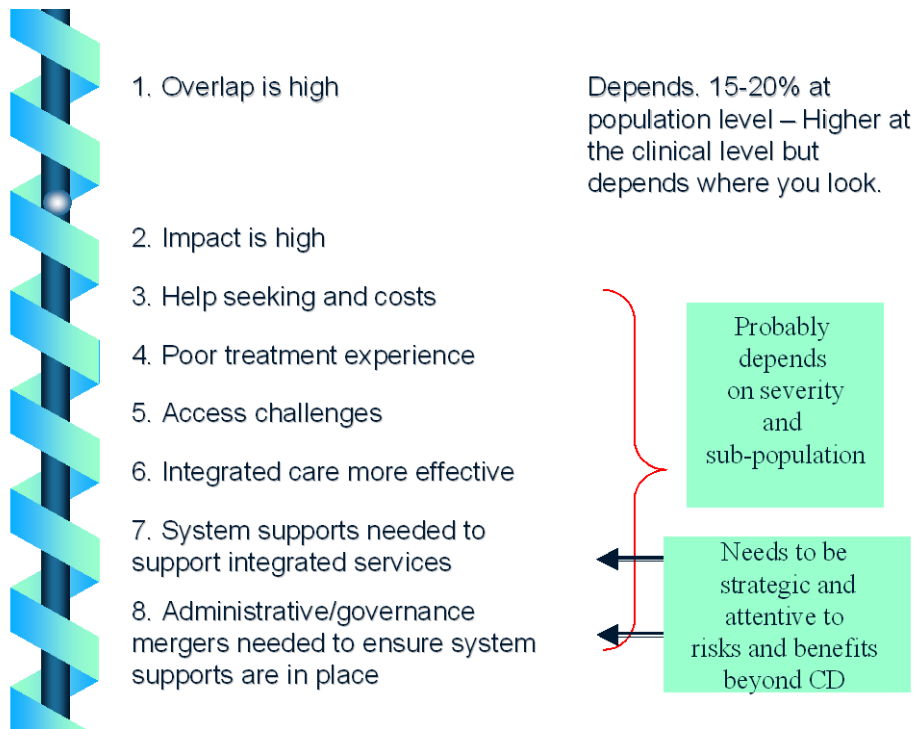 1. Overlap is high
Depends. 15-20% at
population level – Higher at
the clinical level but
depends where you look.
2. Impact is high
3. Help seeking and costs
4. Poor treatment experience
5. Access challenges
6. Integrated care more effective
7. System supports needed to
support integrated services
8. Administrative/governance
mergers needed to ensure system
supports are in place
Probably
depends
on severity
and
sub-population
Needs to be
strategic and
attentive to
risks and benefits
beyond CD